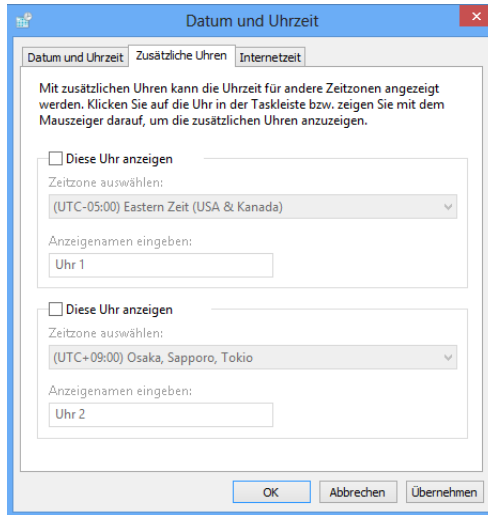 Datum und Uhrzeit
Datum und Uhrzeit Zusätzliche Uhren Internetzeit
Mit zusätzlichen Uhren kann die Uhrzeit für andere Zeitzonen angezeigt
werden. Klicken Sie auf die Uhr in der Taskleiste bzw. zeigen Sie mit dem
Mauszeiger darauf, um die zusätzlichen Uhren anzuzeigen.
Diese Uhr anzeigen
Zeitzone auswählen:
(UTC-05:00) Eastern Zeit (USA & Kanada)
Anzeigenamen eingeben:
Uhr 1
Diese Uhr anzeigen
Zeitzone auswählen:
(UTC+09:00) Osaka, Sapporo, Tokio
Anzeigenamen eingeben:
Uhr 2
OK Abbrechen Übernehmen